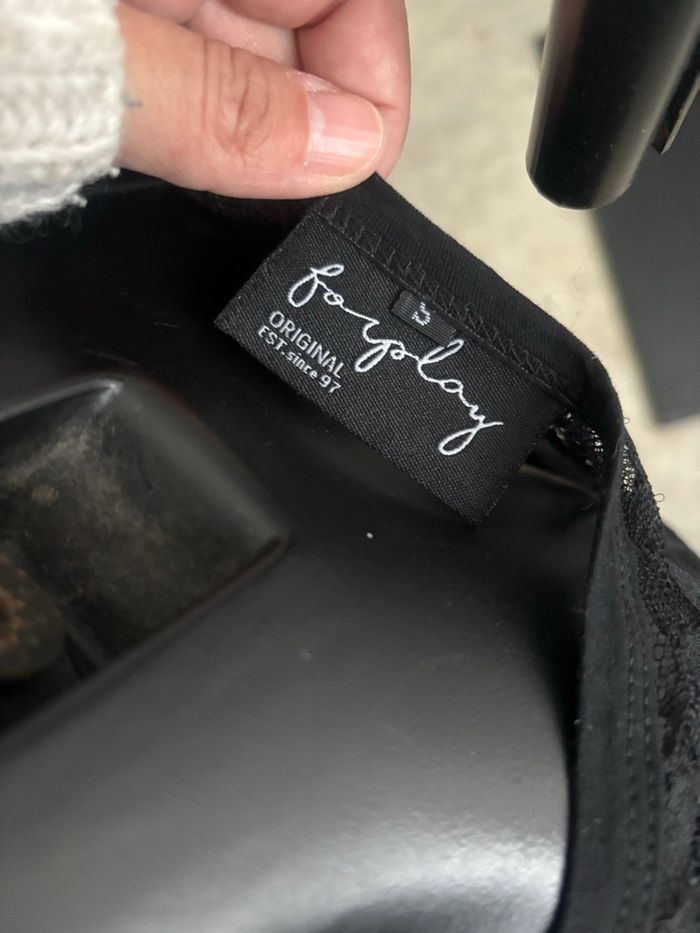 forplay
S
ORIGINAL
EST.since 97